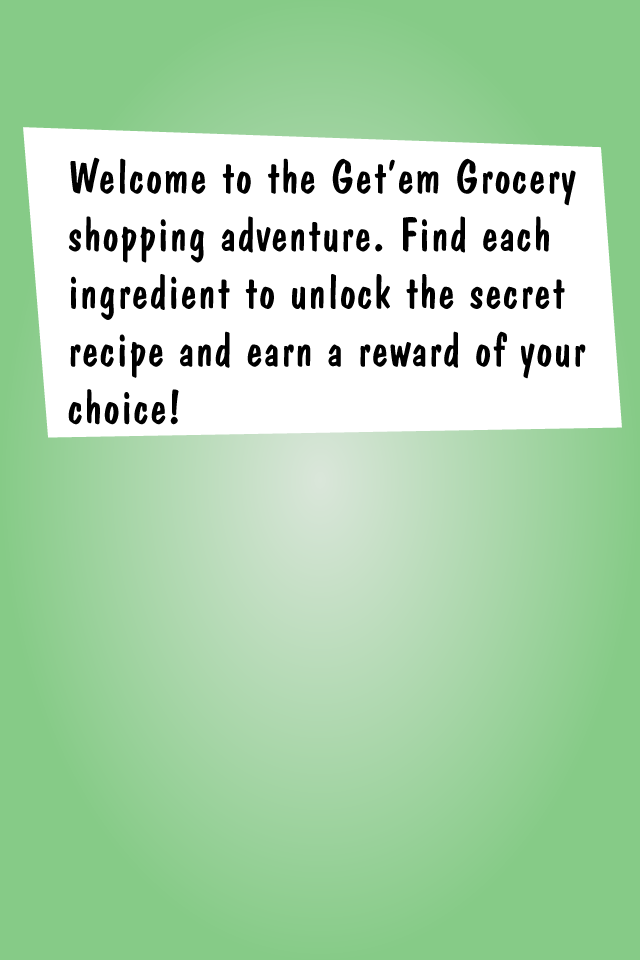 Welcome to the Get'em Grocery
shopping adventure. Find each
ingredient to unlock the secret
recipe and earn a reward of your
choice!